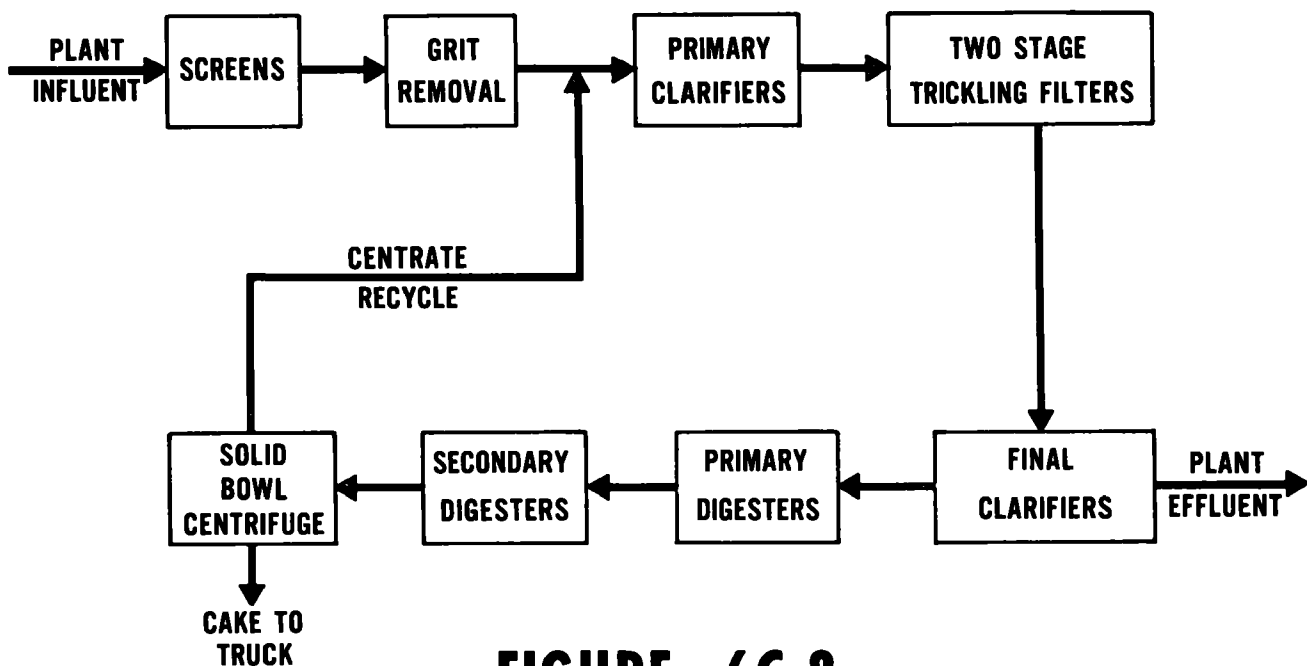 PLANT
INFLUENT
SCREENS
GRIT
REMOVAL
PRIMARY
CLARIFIERS
TWO STAGE
TRICKLING FILTERS
CENTRATE
RECYCLE
SOLID
BOWL
CENTRIFUGE
SECONDARY
DIGESTERS
PRIMARY
DIGESTERS
FINAL
CLARIFIERS
PLANT
EFFLUENT
CAKE TO
TRUCK
FIGURE